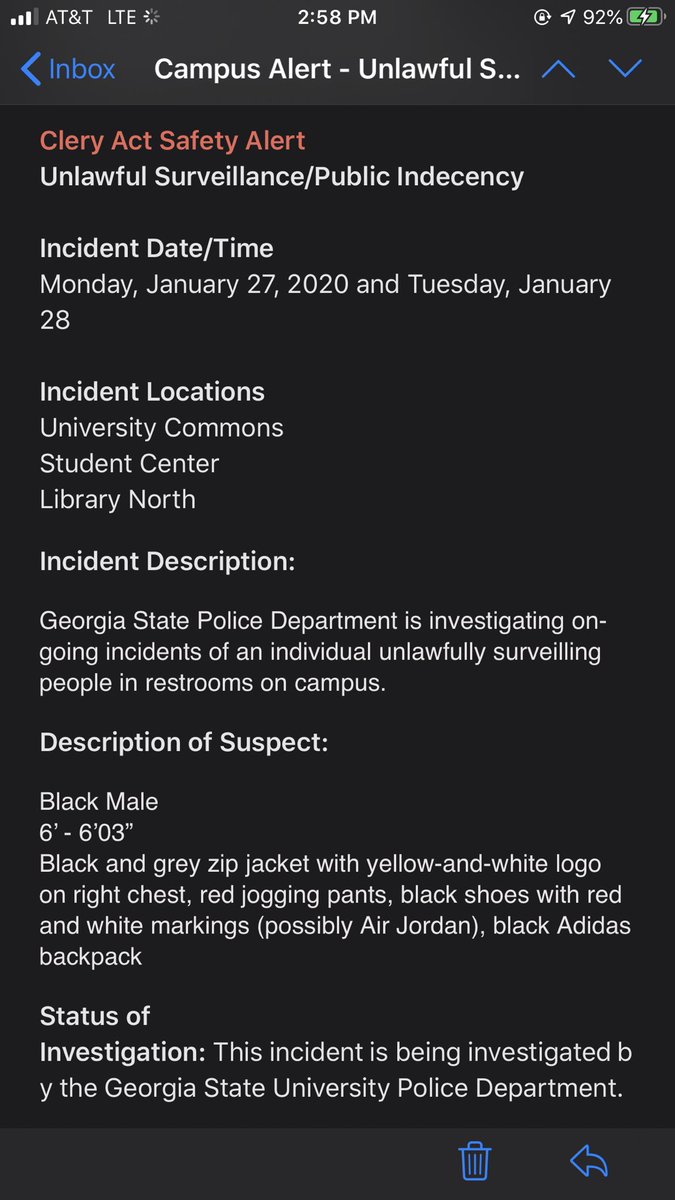 AT&T LTE 2:58 PM 92%
Inbox Campus Alert - Unlawful S...
Clery Act Safety Alert
Unlawful Surveillance/Public Indecency
Incident Date/Time
Monday, January 27, 2020 and Tuesday, January
28
Incident Locations
University Commons
Student Center
Library North
Incident Description:
Georgia State Police Department is investigating on-
going incidents of an individual unlawfully surveilling
people in restrooms on campus.
Description of Suspect:
Black Male
6’ - 6’03”
Black and grey zip jacket with yellow-and-white logo
on right chest, red jogging pants, black shoes with red
and white markings (possibly Air Jordan), black Adidas
backpack
Status of
Investigation: This incident is being investigated b
y the Georgia State University Police Department.